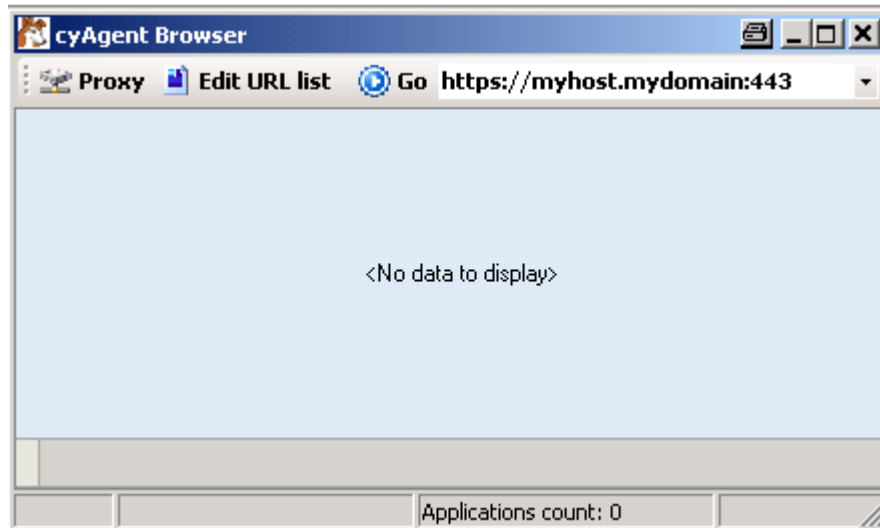 cyAgent Browser
Proxy Edit URL list Go https://myhost.mydomain:443
<No data to display>
Applications count: 0